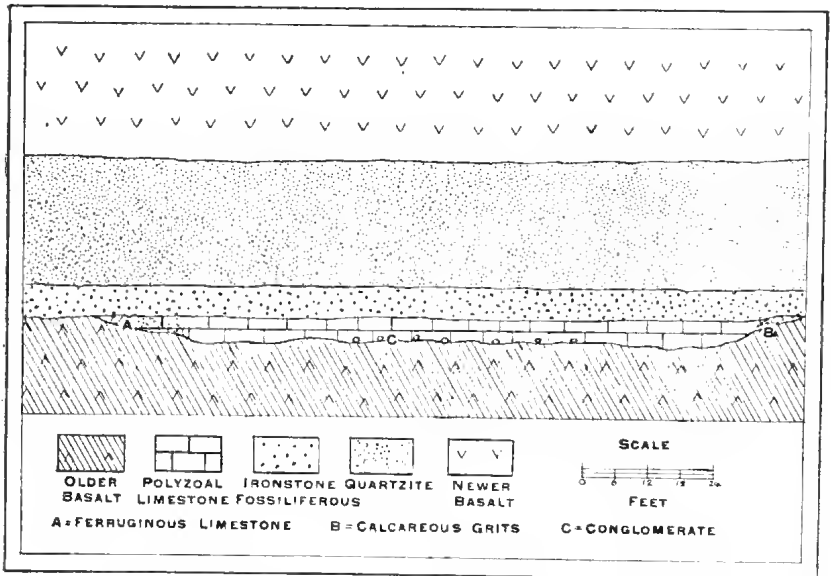 A
B
C
SCALE
0 6 12 18 24
FEET
OLDER BASALT
POLYZOAL LIMESTONE
IRONSTONE FOSSILIFEROUS
QUARTZITE
NEWER BASALT
A = FERRUGINOUS LIMESTONE B = CALCAREOUS GRITS C = CONGLOMERATE